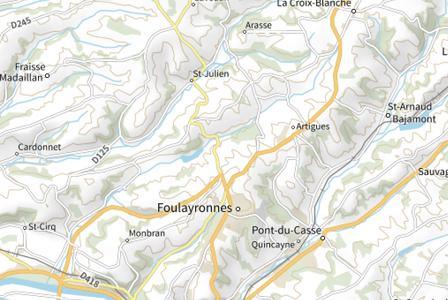 D245
La Croix-Blanche
Arasse
Fraisse
Madaillan
St-Julien
St-Arnaud
Bajamont
Artigues
Cardonnet
D125
Foulayronnes
St-Cirq
Monbran
Pont-du-Casse
Quincayne
D418